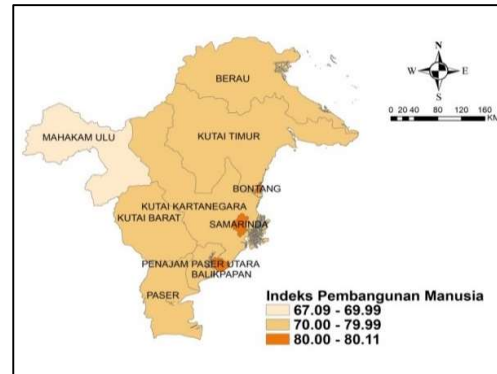 N
W E
S
0 20 40 80 120 160
KM
BERAU
MAHAKAM ULU
KUTAI TIMUR
BONTANG
KUTAI KARTANEGARA
KUTAI BARAT
SAMARINDA
PENAJAM PASER UTARA
BALIKPAPAN
PASER
Indeks Pembangunan Manusia
67.09 - 69.99
70.00 - 79.99
80.00 - 80.11